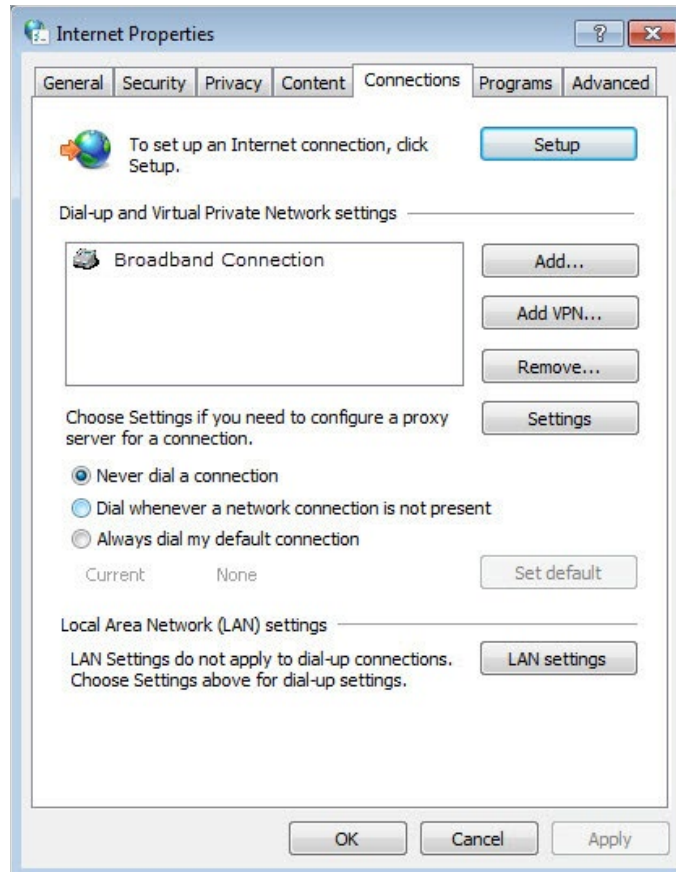 Internet Properties
?
General Security Privacy Content Connections Programs Advanced
To set up an Internet connection, click
Setup.
Setup
Dial-up and Virtual Private Network settings
Broadband Connection
Add...
Add VPN...
Remove...
Choose Settings if you need to configure a proxy
server for a connection.
Settings
Never dial a connection
Dial whenever a network connection is not present
Always dial my default connection
Current None
Set default
Local Area Network (LAN) settings
LAN Settings do not apply to dial-up connections.
Choose Settings above for dial-up settings.
LAN settings
OK Cancel Apply